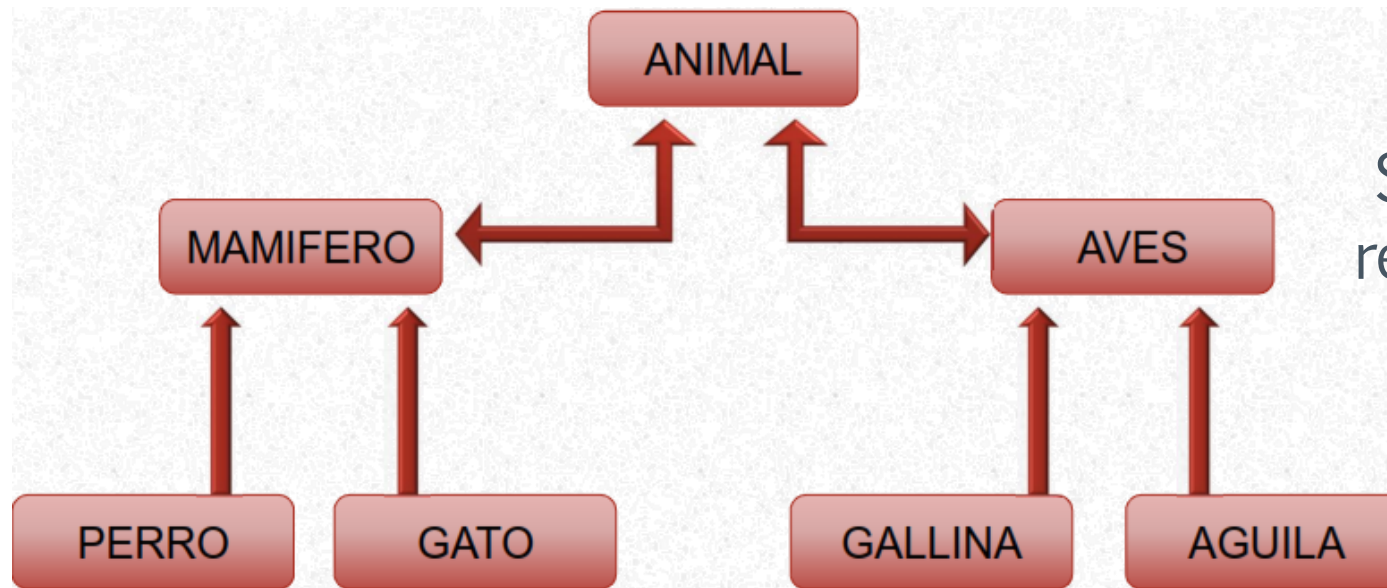 ANIMAL
MAMIFERO
AVES
PERRO
GATO
GALLINA
AGUILA